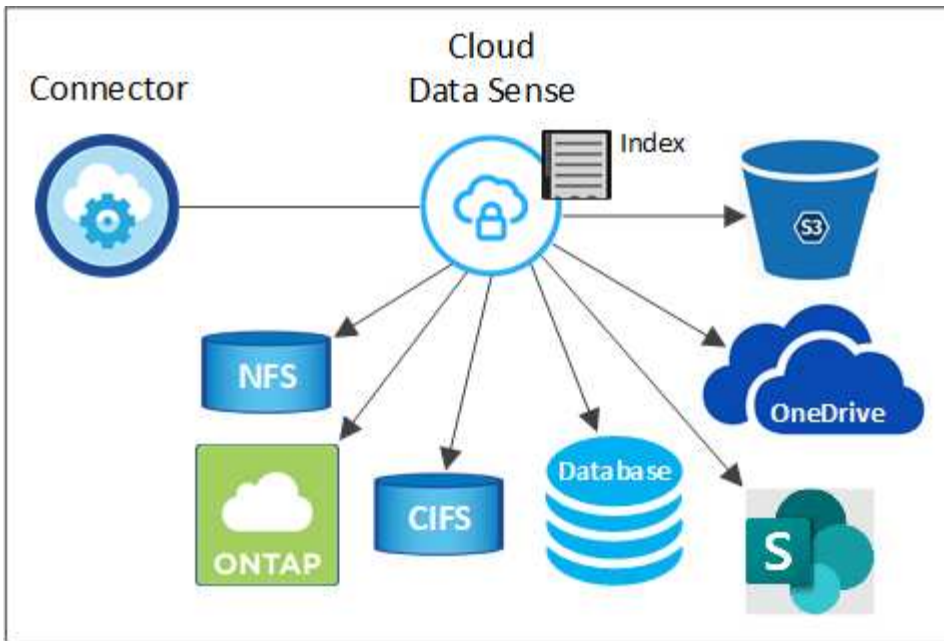 Cloud
Data Sense
Connector
Index
S3
NFS
OneDrive
Database
ONTAP
CIFS
S